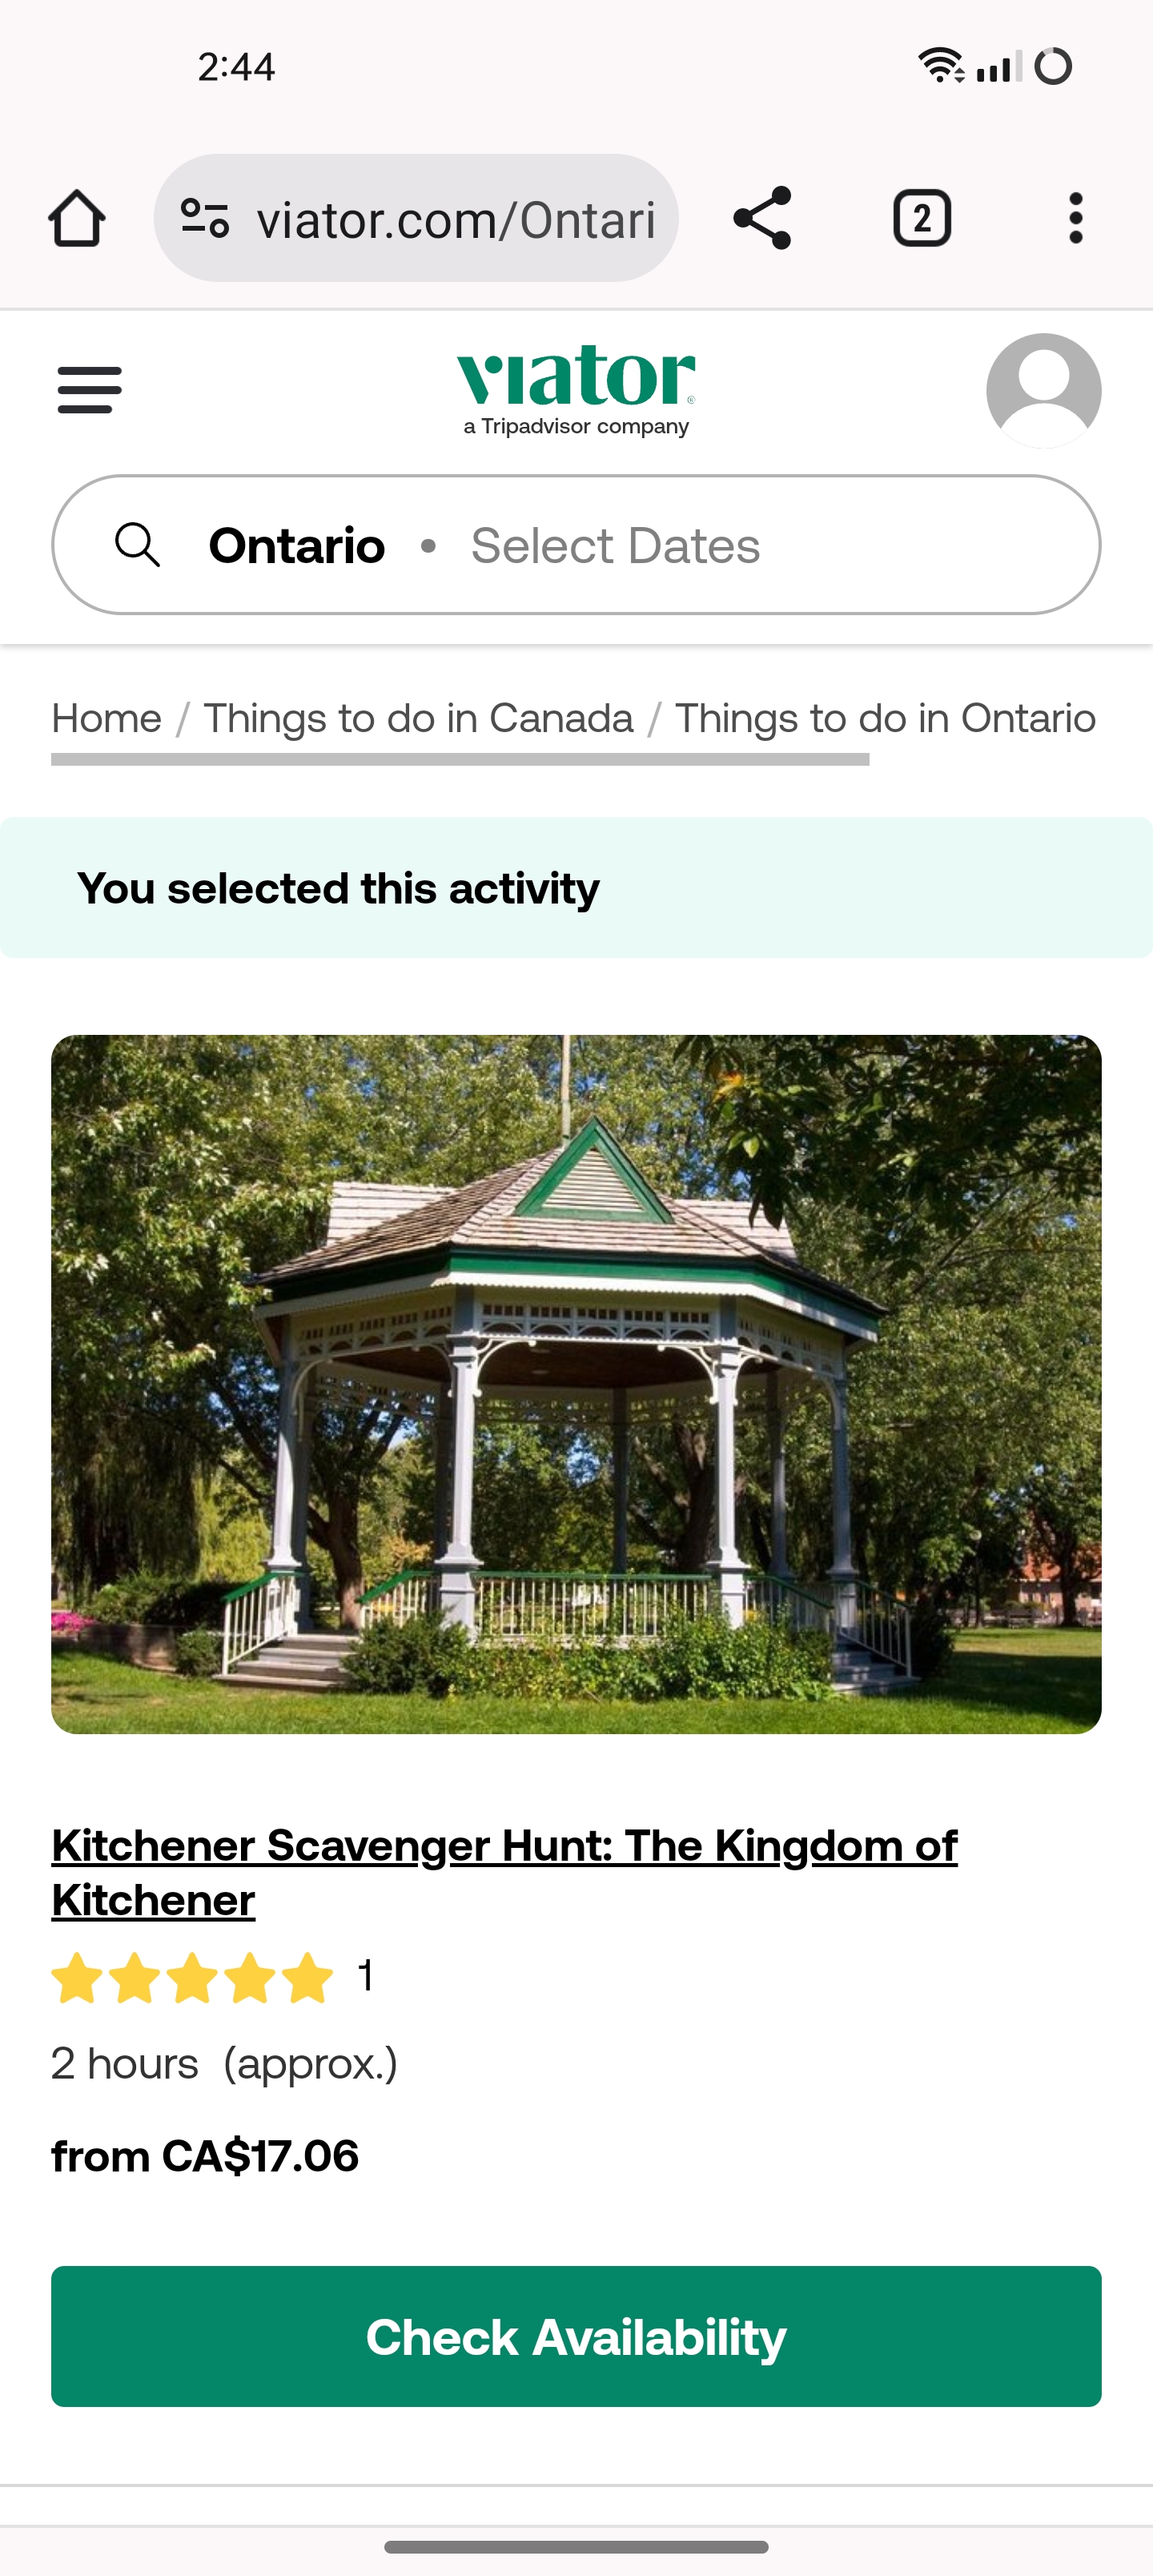 2:44
viator.com/Ontari
2
viator®
a Tripadvisor company
Ontario • Select Dates
Home / Things to do in Canada / Things to do in Ontario
You selected this activity
Kitchener Scavenger Hunt: The Kingdom of
Kitchener
1
2 hours (approx.)
from CA$17.06
Check Availability